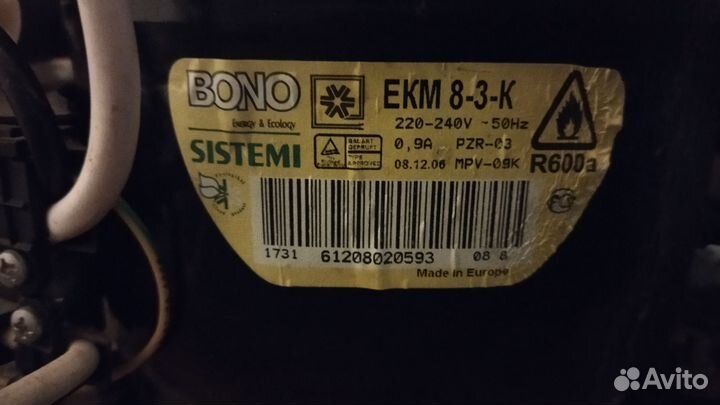 BONO
Energy & Ecology
SISTEMI
EKM 8-3-K
220-240V ~50Hz
0,9A PZR-03
08.12.06 MPV-09K
R600a
1731 61208020593 08 8
Made in Europe
Avito